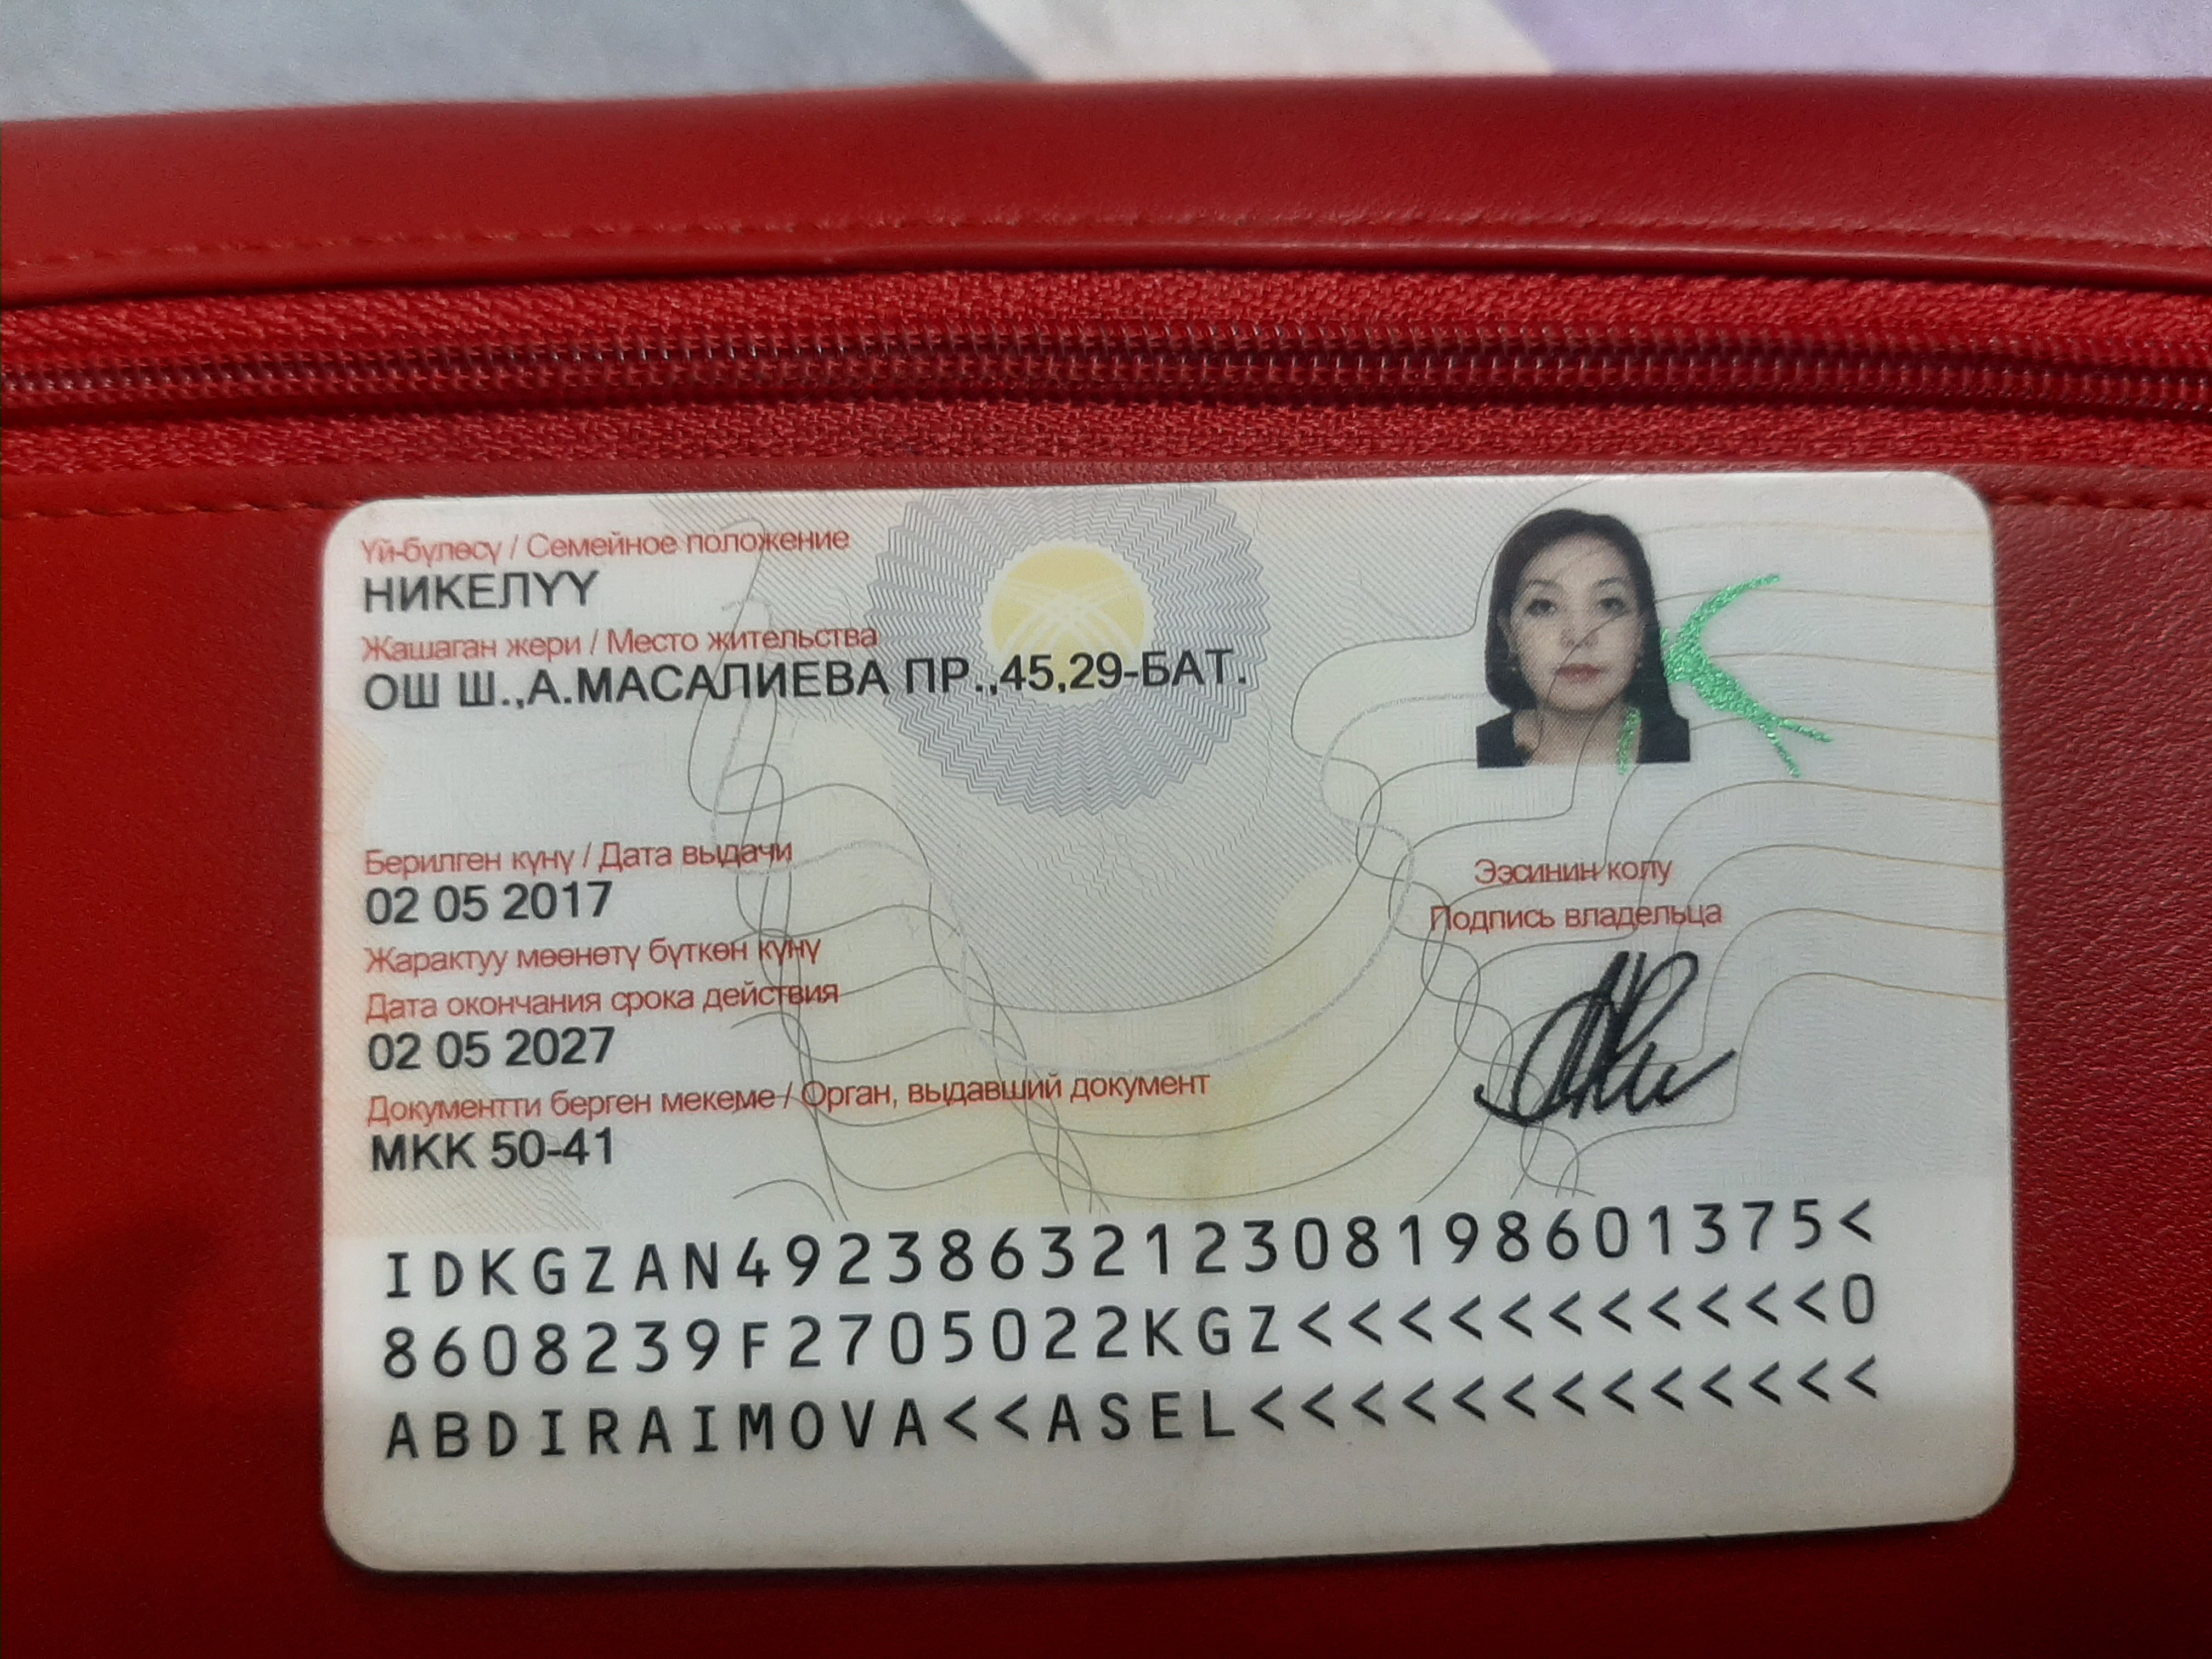 Үй-бүлөсү / Семейное положение
НИКЕЛҮҮ
Жашаган жери / Место жительства
ОШ Ш.,А.МАСАЛИЕВА ПР.,45,29-БАТ.
Берилген күнү / Дата выдачи
02 05 2017
Жарактуу мөөнөтү бүткөн күнү
Дата окончания срока действия
02 05 2027
Документти берген мекеме / Орган, выдавший документ
МКК 50-41
Ээсинин колу
Подпись владельца
IDKGZAN4923863211230819860​1375<
8608239F2705022KGZ<<<<<<<<<<<0
ABDIRAIMOVA<<ASEL<<<<<<<<<<<<<